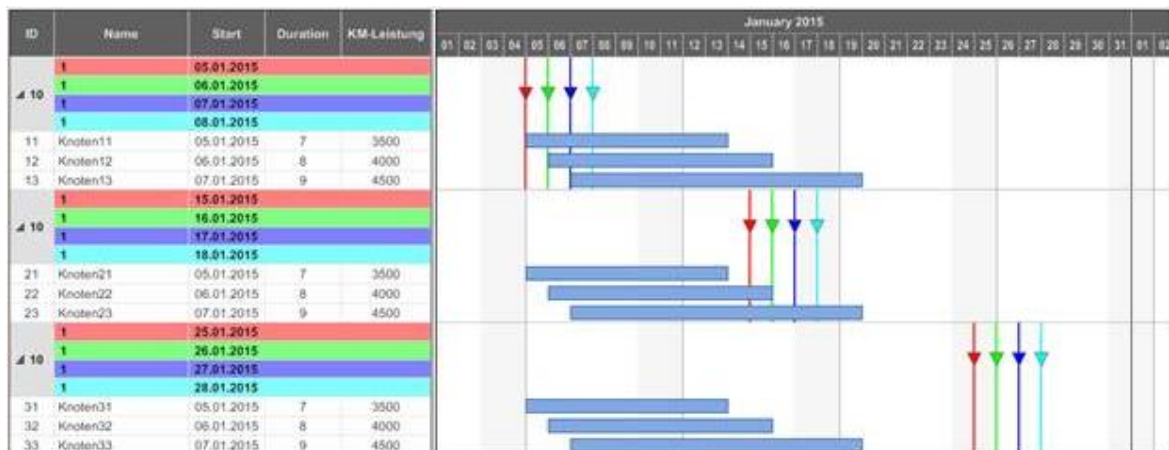 ID Name Start Duration KM-Leistung January 2015
01 02 03 04 05 06 07 08 09 10 11 12 13 14 15 16 17 18 19 20 21 22 23 24 25 26 27 28 29 30 31 01
10
1 05.01.2015
1 06.01.2015
1 07.01.2015
1 08.01.2015
11 Knoten11 05.01.2015 7 3500
12 Knoten12 06.01.2015 8 4000
13 Knoten13 07.01.2015 9 4500
10
1 15.01.2015
1 16.01.2015
1 17.01.2015
1 18.01.2015
21 Knoten21 05.01.2015 7 3500
22 Knoten22 06.01.2015 8 4000
23 Knoten23 07.01.2015 9 4500
10
1 25.01.2015
1 26.01.2015
1 27.01.2015
1 28.01.2015
31 Knoten31 05.01.2015 7 3500
32 Knoten32 06.01.2015 8 4000
33 Knoten33 07.01.2015 9 4500